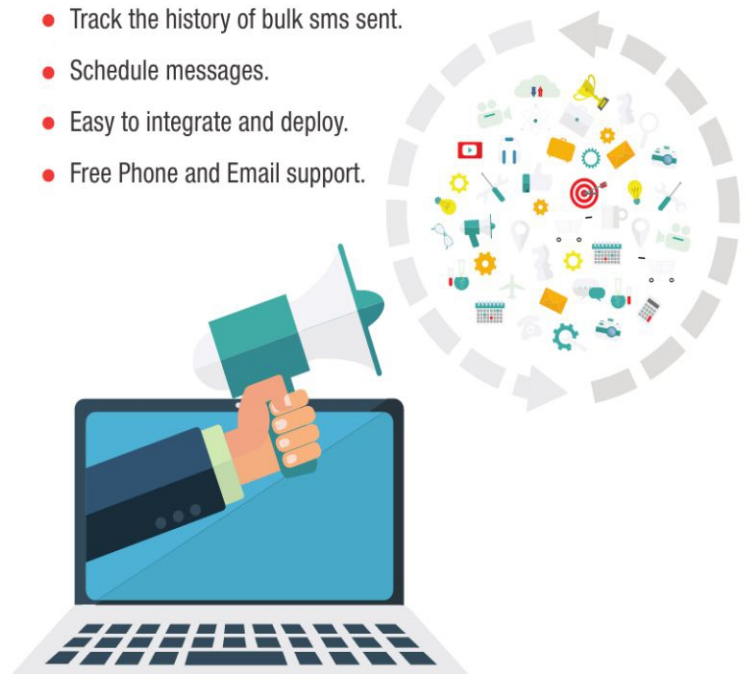 Track the history of bulk sms sent.
Schedule messages.
Easy to integrate and deploy.
Free Phone and Email support.